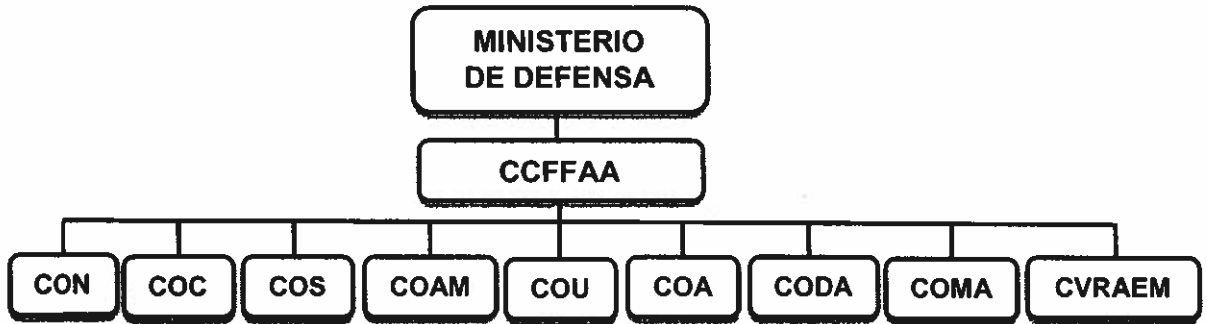 MINISTERIO
DE DEFENSA
CCFFAA
CON COC COS COAM COU COA CODA COMA CVRAEM